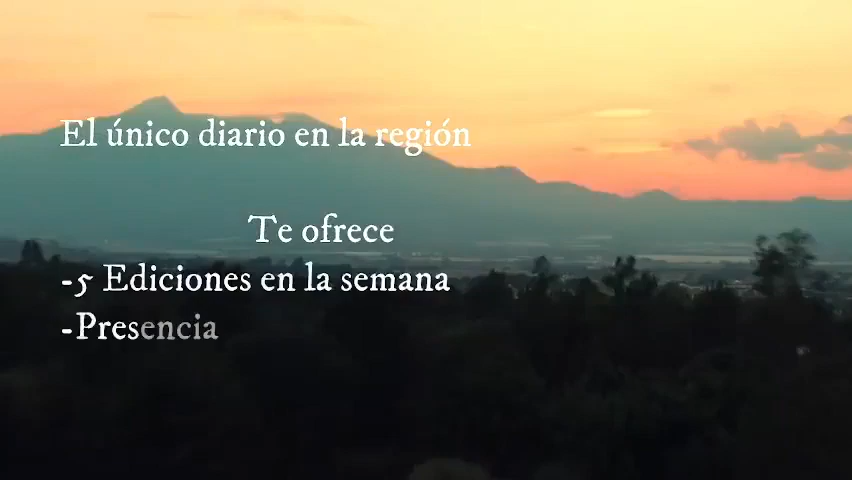 El único diario en la región
Te ofrece
-5 Ediciones en la semana
-Presencia